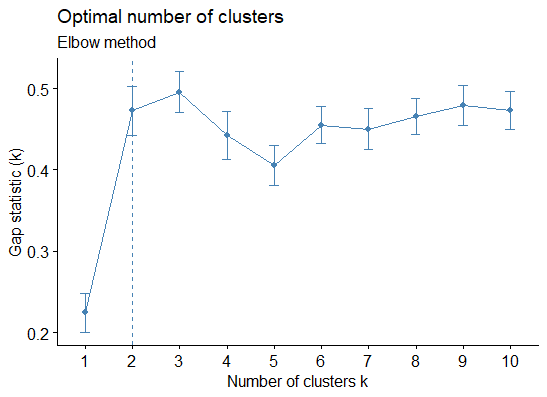 Optimal number of clusters
Elbow method
Gap statistic (k)
0.5
0.4
0.3
0.2
1 2 3 4 5 6 7 8 9 10
Number of clusters k